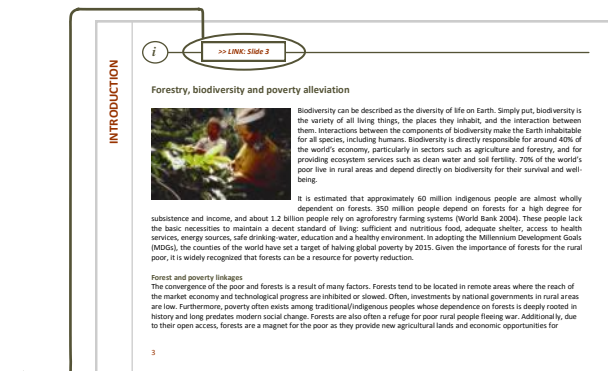 i
>> LINK: Slide 3
INTRODUCTION
Forestry, biodiversity and poverty alleviation
Biodiversity can be described as the diversity of life on Earth. Simply put, biodiversity is
the variety of all living things, the places they inhabit, and the interaction between
them. Interactions between the components of biodiversity make the Earth inhabitable
for all species, including humans. Biodiversity is directly responsible for around 40% of
the world's economy, particularly in sectors such as agriculture and forestry, and for
providing ecosystem services such as clean water and soil fertility. 70% of the world's
poor live in rural areas and depend directly on biodiversity for their survival and well-
being.
It is estimated that approximately 60 million indigenous people are almost wholly
dependent on forests. 350 million people depend on forests for a high degree for
subsistence and income, and about 1.2 billion people rely on agroforestry farming systems (World Bank 2004). These people lack
the basic necessities to maintain a decent standard of living: sufficient and nutritious food, adequate shelter, access to health
services, energy sources, safe drinking-water, education and a healthy environment. In adopting the Millennium Development Goals
(MDGs), the counties of the world have set a target of halving global poverty by 2015. Given the importance of forests for the rural
poor, it is widely recognized that forests can be a resource for poverty reduction.
Forest and poverty linkages
The convergence of the poor and forests is a result of many factors. Forests tend to be located in remote areas where the reach of
the market economy and technological progress are inhibited or slowed. Often, investments by national governments in rural areas
are low. Furthermore, poverty often exists among traditional/indigenous peoples whose dependence on forests is deeply rooted in
history and long predates modern social change. Forests are also often a refuge for poor rural people fleeing war. Additionally, due
to their open access, forests are a magnet for the poor as they provide new agricultural lands and economic opportunities for
3